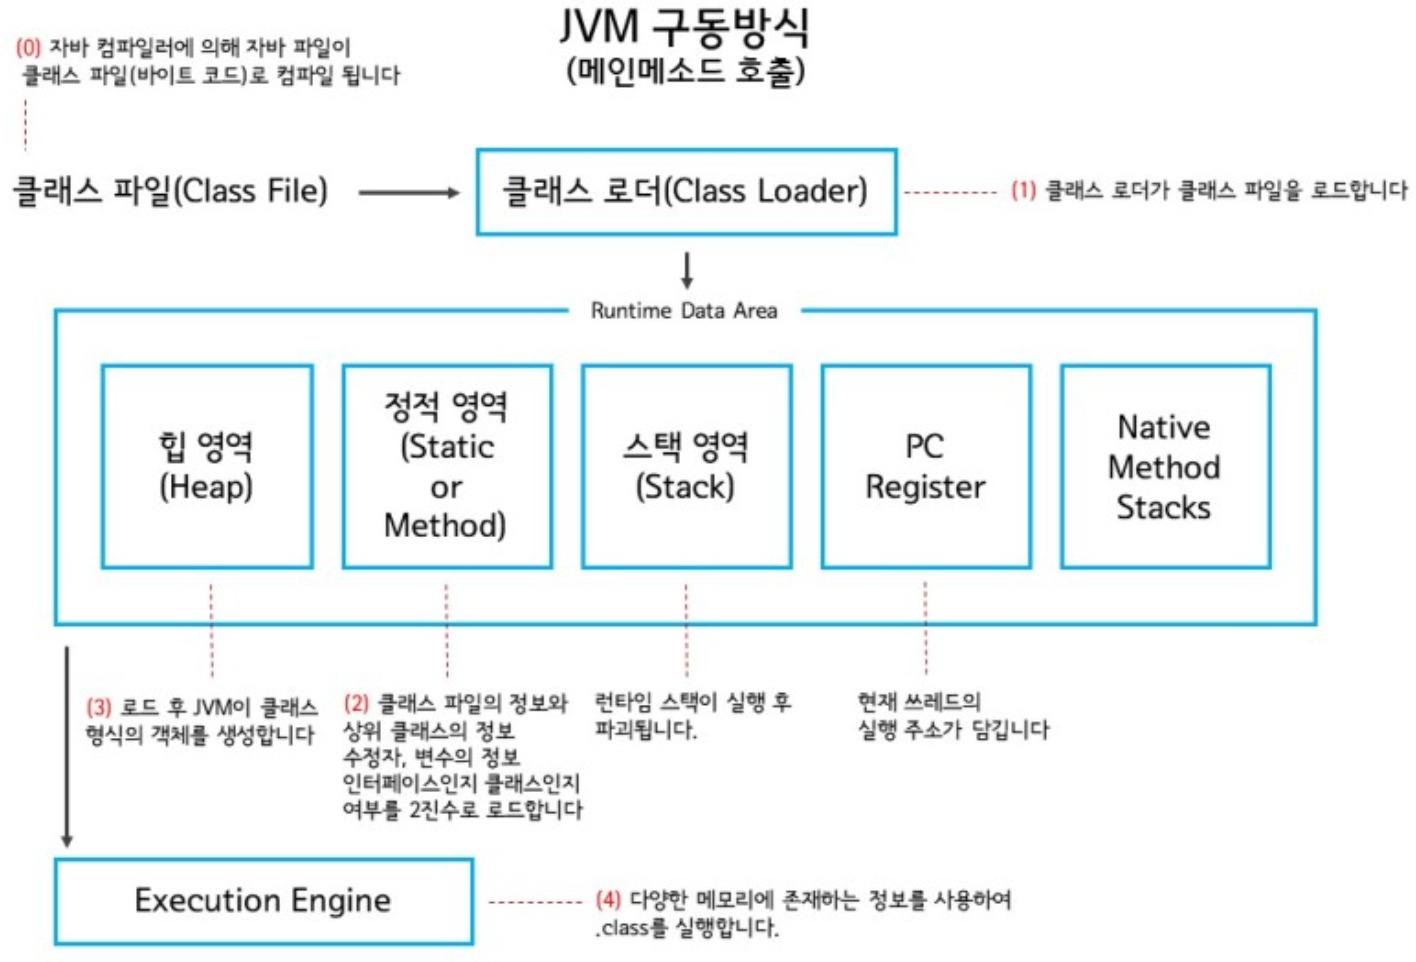 JVM 구동방식
(메인메소드 호출)
(0) 자바 컴파일러에 의해 자바 파일이
클래스 파일(바이트 코드)로 컴파일 됩니다
클래스 파일(Class File)
클래스 로더(Class Loader)
(1) 클래스 로더가 클래스 파일을 로드합니다
Runtime Data Area
힙 영역
(Heap)
정적 영역
(Static
or
Method)
스택 영역
(Stack)
PC
Register
Native
Method
Stacks
(3) 로드 후 JVM이 클래스
형식의 객체를 생성합니다
(2) 클래스 파일의 정보와
상위 클래스의 정보
수정자, 변수의 정보
인터페이스인지 클래스인지
여부를 2진수로 로드합니다
런타임 스택이 실행 후
파괴됩니다.
현재 쓰레드의
실행 주소가 담깁니다
Execution Engine
(4) 다양한 메모리에 존재하는 정보를 사용하여
.class를 실행합니다.